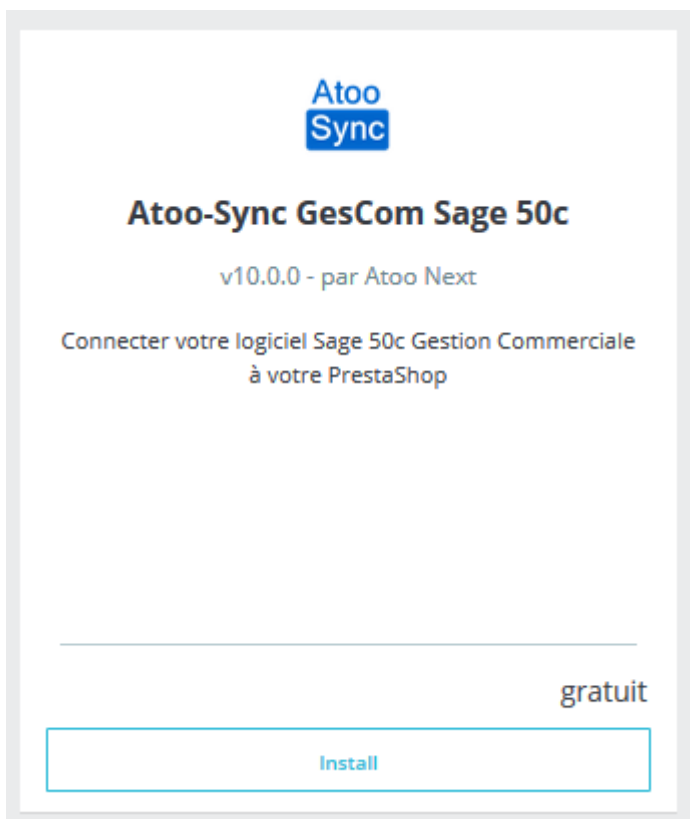 Atoo
Sync
Atoo-Sync GesCom Sage 50c
v10.0.0 - par Atoo Next
Connecter votre logiciel Sage 50c Gestion Commerciale
à votre PrestaShop
gratuit
Install